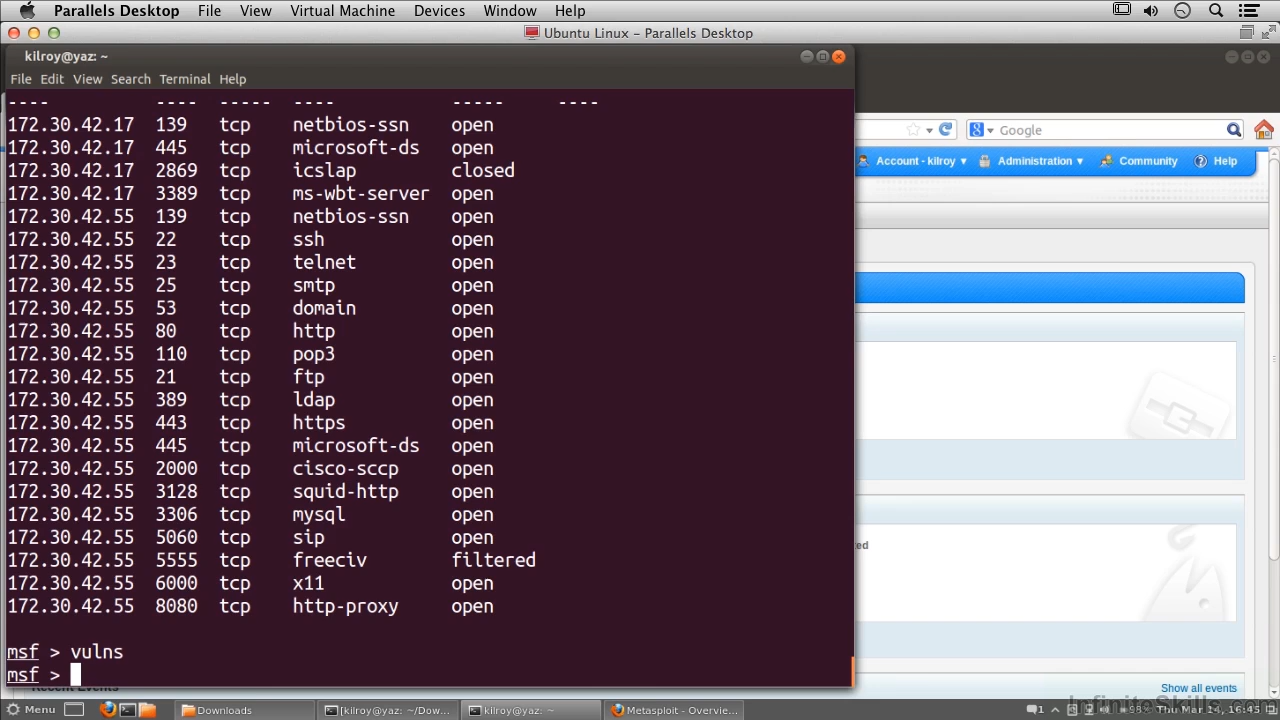 Parallels Desktop File View Virtual Machine Devices Window Help
Ubuntu Linux – Parallels Desktop
kilroy@yaz: ~
File Edit View Search Terminal Help
---- ---- ----- ---- ----- ----
172.30.42.17 139 tcp netbios-ssn open
172.30.42.17 445 tcp microsoft-ds open
172.30.42.17 2869 tcp icslap closed
172.30.42.17 3389 tcp ms-wbt-server open
172.30.42.55 139 tcp netbios-ssn open
172.30.42.55 22 tcp ssh open
172.30.42.55 23 tcp telnet open
172.30.42.55 25 tcp smtp open
172.30.42.55 53 tcp domain open
172.30.42.55 80 tcp http open
172.30.42.55 110 tcp pop3 open
172.30.42.55 21 tcp ftp open
172.30.42.55 389 tcp ldap open
172.30.42.55 443 tcp https open
172.30.42.55 445 tcp microsoft-ds open
172.30.42.55 2000 tcp cisco-sccp open
172.30.42.55 3128 tcp squid-http open
172.30.42.55 3306 tcp mysql open
172.30.42.55 5060 tcp sip open
172.30.42.55 5555 tcp freeciv filtered
172.30.42.55 6000 tcp x11 open
172.30.42.55 8080 tcp http-proxy open
msf > vulns
msf >
Google
Account - kilroy ▾ Administration ▾ Community Help
Recent Events
Show all events
Menu Downloads [kilroy@yaz: ~/Dow... kilroy@yaz: ~ Metasploit - Overvie... 1 Thu Mar 14, 16:45
InfiniteSkills.com